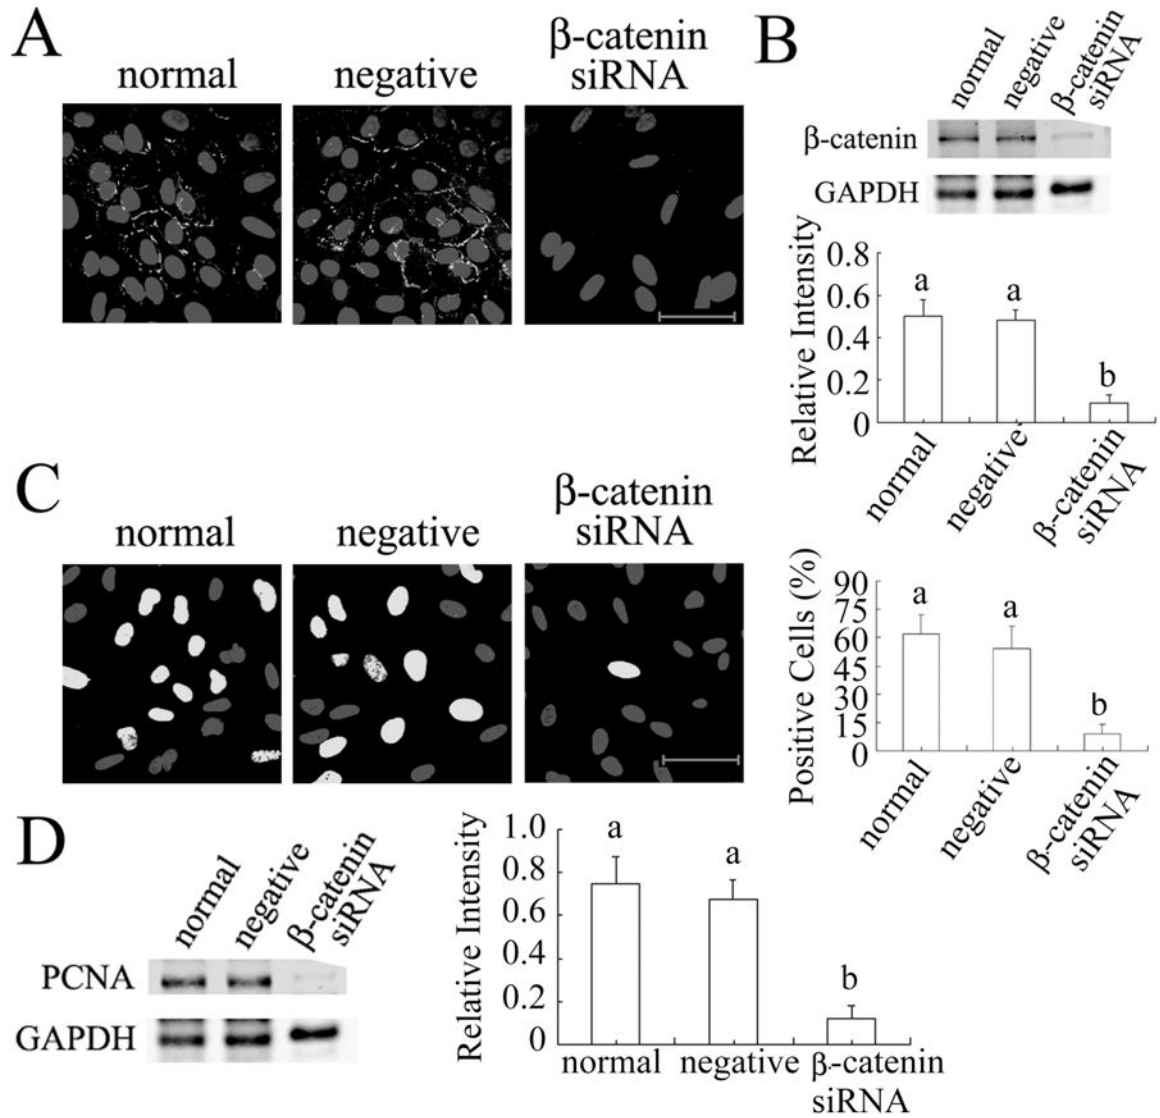 A
normal
negative
β-catenin
siRNA
B
normal
negative
β-catenin
siRNA
β-catenin
GAPDH
Relative Intensity
0.8
0.6
0.4
0.2
0
a
a
b
normal
negative
β-catenin
siRNA
C
normal
negative
β-catenin
siRNA
Positive Cells (%)
90
75
60
45
30
15
0
a
a
b
normal
negative
β-catenin
siRNA
D
normal
negative
β-catenin
siRNA
PCNA
GAPDH
Relative Intensity
1.0
0.8
0.6
0.4
0.2
0
a
a
b
normal
negative
β-catenin
siRNA